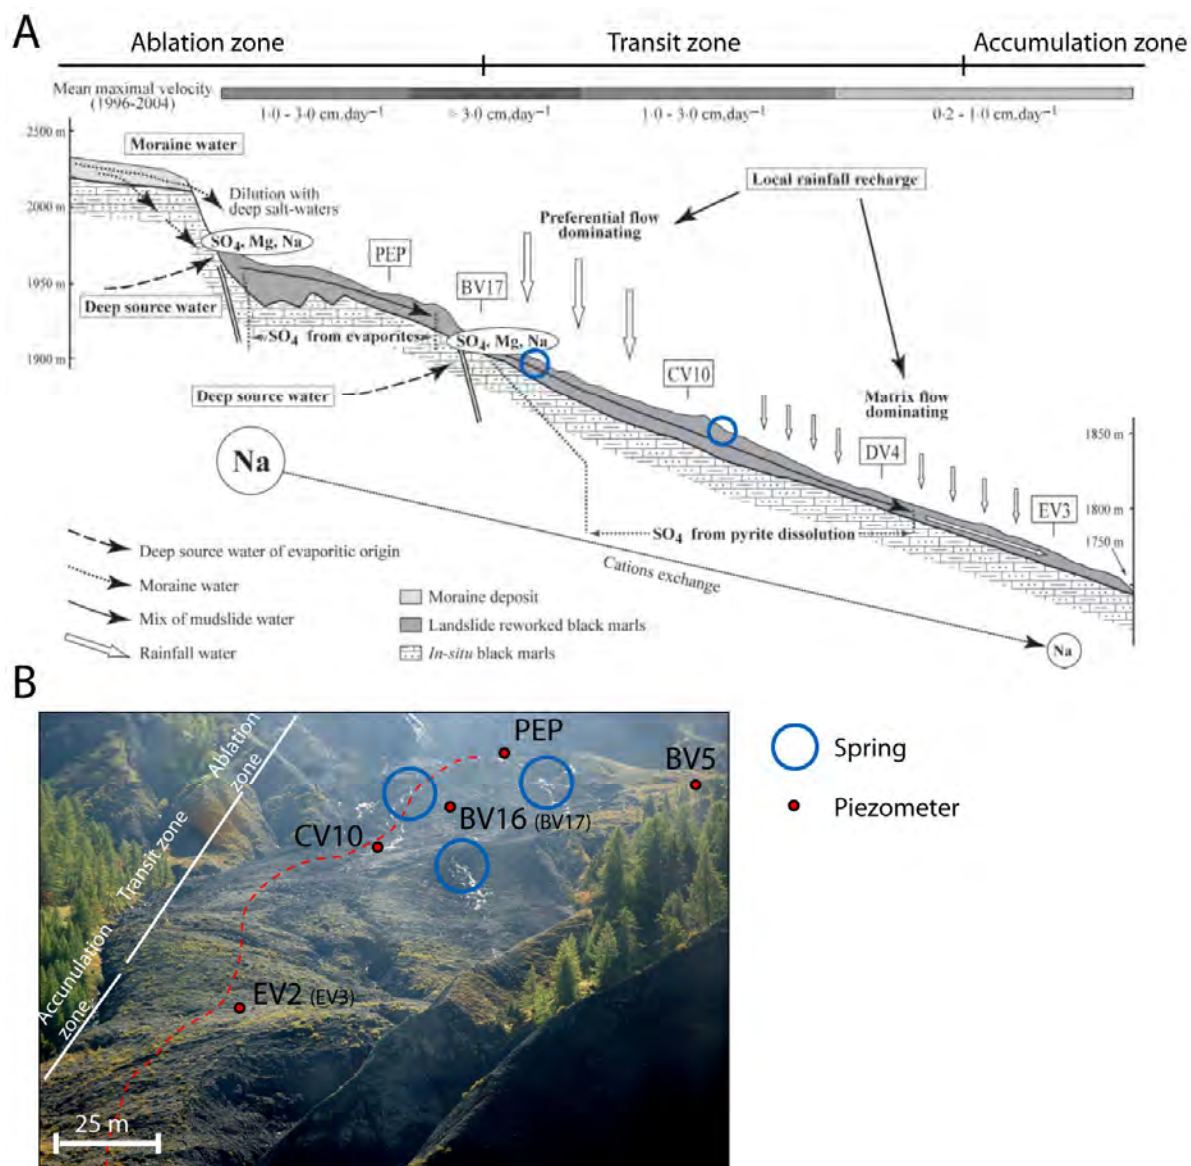 A
Ablation zone
Transit zone
Accumulation zone
Mean maximal velocity
(1996-2004)
1·0 - 3·0 cm.day⁻¹
> 3·0 cm.day⁻¹
1·0 - 3·0 cm.day⁻¹
0·2 - 1·0 cm.day⁻¹
2500 m
Moraine water
Local rainfall recharge
Dilution with
deep salt-waters
2000 m
Preferential flow
dominating
SO₄, Mg, Na
PEP
BV17
1950 m
Deep source water
SO₄ from evaporites
SO₄, Mg, Na
1900 m
CV10
Deep source water
Matrix flow
dominating
1850 m
DV4
Na
1800 m
EV3
SO₄ from pyrite dissolution
1750 m
Cations exchange
Deep source water of evaporitic origin
Moraine water
Mix of mudslide water
Rainfall water
Moraine deposit
Landslide reworked black marls
In-situ black marls
Na
B
Ablation
zone
Transit zone
Accumulation
zone
PEP
BV5
BV16 (BV17)
CV10
EV2 (EV3)
25 m
Spring
Piezometer